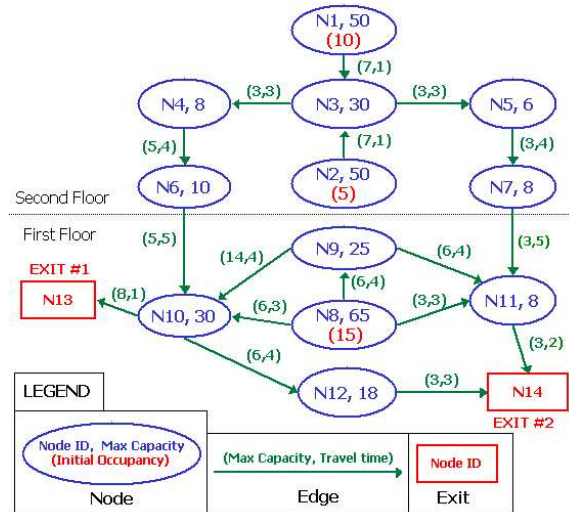 N1, 50
(10)
(7,1)
N4, 8
(3,3)
N3, 30
(3,3)
N5, 6
(5,4)
(7,1)
(3,4)
N6, 10
N2, 50
(5)
N7, 8
Second Floor
First Floor
(5,5)
(14,4)
N9, 25
(6,4)
(3,5)
EXIT #1
N13
(8,1)
(6,4)
N10, 30
(6,3)
N8, 65
(15)
(3,3)
N11, 8
(6,4)
(3,2)
N12, 18
(3,3)
N14
EXIT #2
LEGEND
Node ID, Max Capacity
(Initial Occupancy)
Node
(Max Capacity, Travel time)
Edge
Node ID
Exit